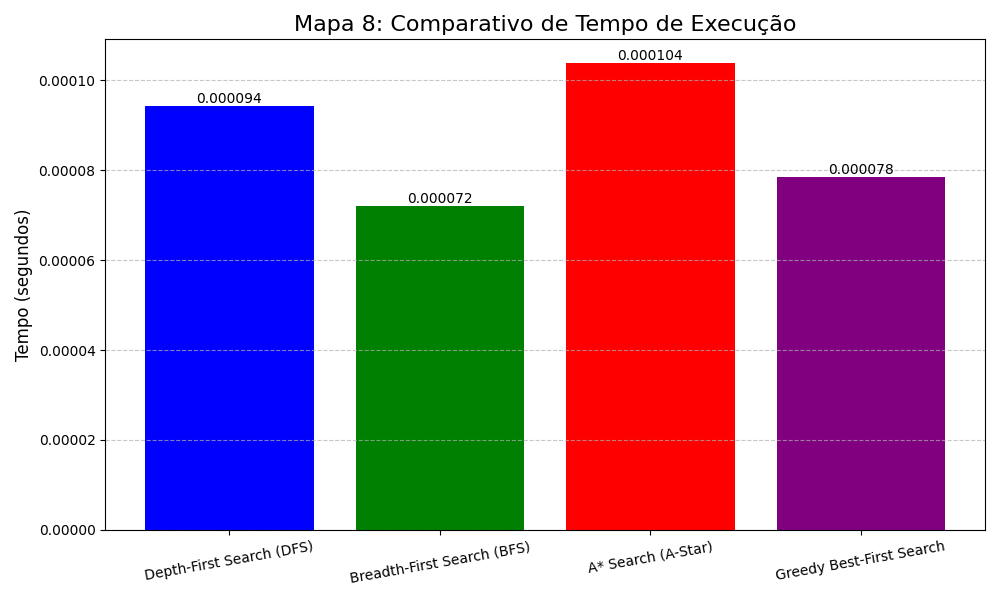 Mapa 8: Comparativo de Tempo de Execução
Tempo (segundos)
0.00010
0.00008
0.00006
0.00004
0.00002
0.00000
0.000094
0.000072
0.000104
0.000078
Depth-First Search (DFS)
Breadth-First Search (BFS)
A* Search (A-Star)
Greedy Best-First Search